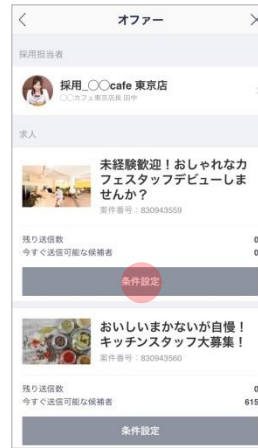 オファー
採用担当者
採用_〇〇cafe 東京店
〇〇カフェ東京店長 田中
求人
未経験歓迎！おしゃれなカ
フェスタッフデビューしま
せんか？
案件番号：830943559
残り送信数 0
今すぐ送信可能な候補者 0
条件設定
おいしいまかないが自慢！
キッチンスタッフ大募集！
案件番号：830943560
残り送信数 0
今すぐ送信可能な候補者 615
条件設定